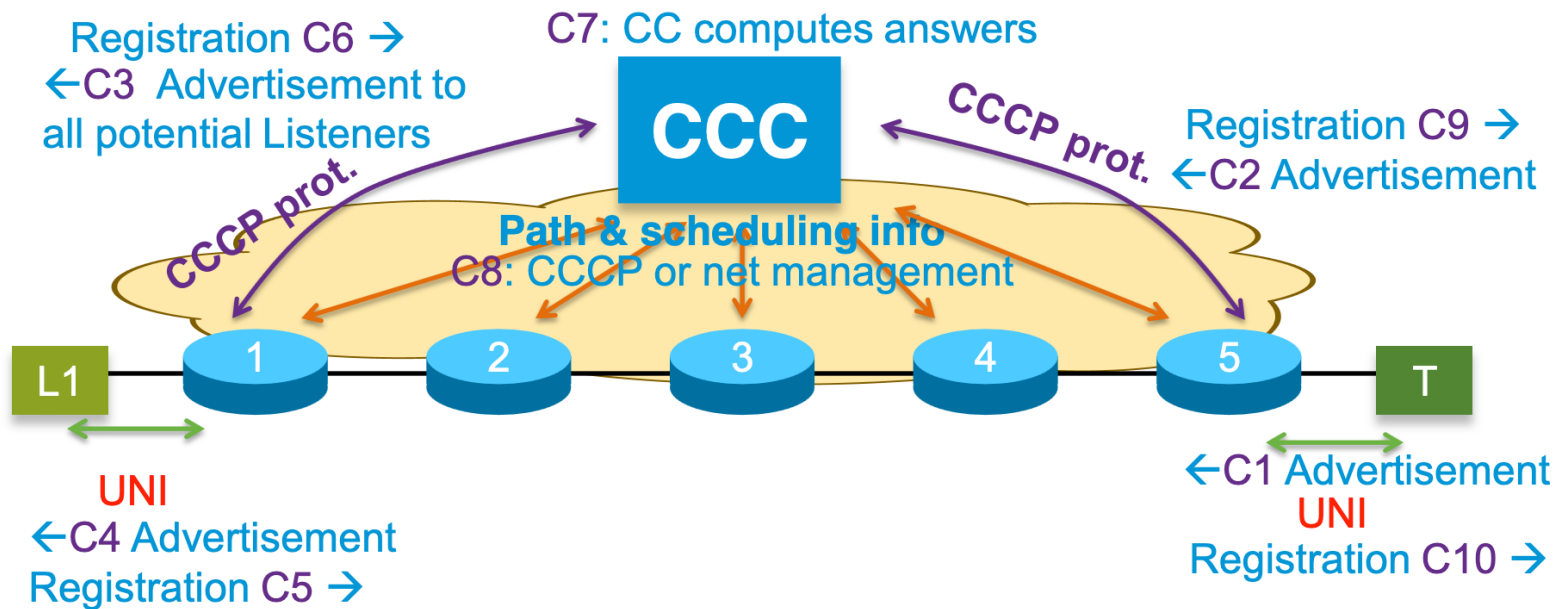 Registration C6 →
←C3  Advertisement to
all potential Listeners
C7: CC computes answers
CCC
CCCP prot.
CCCP prot.
Registration C9 →
←C2 Advertisement
Path & scheduling info
C8: CCCP or net management
L1
1
2
3
4
5
T
UNI
←C4 Advertisement
Registration C5 →
←C1 Advertisement
UNI
Registration C10 →